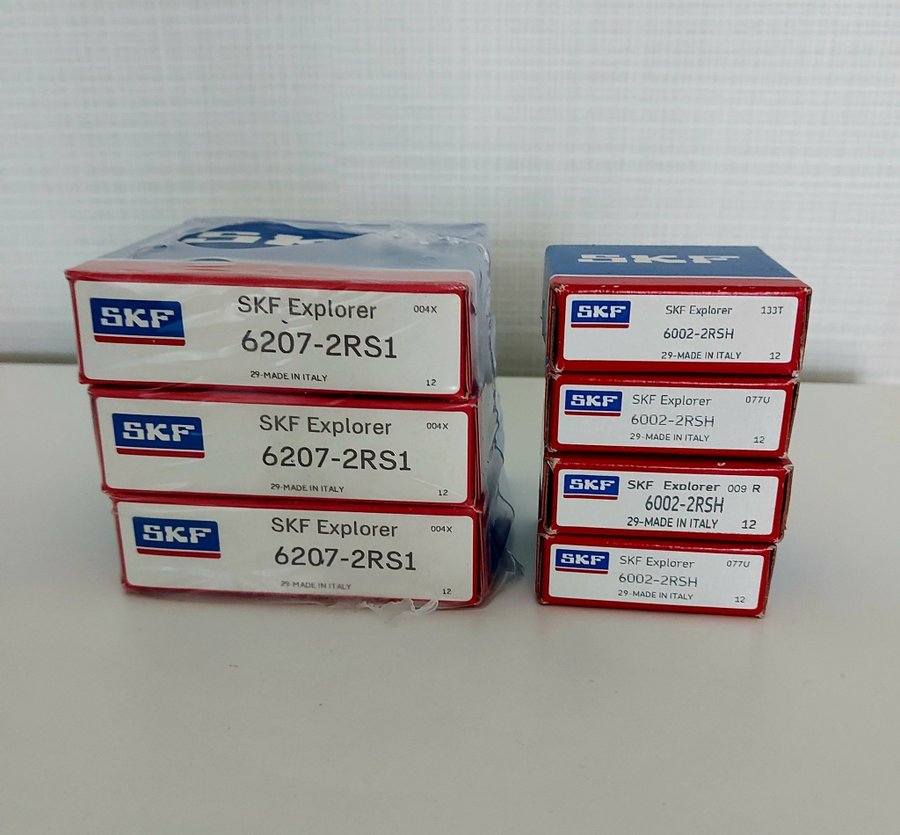 SKF
SKF
SKF Explorer 004X
6207-2RS1
29-MADE IN ITALY 12
SKF
SKF Explorer 004X
6207-2RS1
29-MADE IN ITALY 12
SKF
SKF Explorer 004X
6207-2RS1
29-MADE IN ITALY 12
SKF
SKF
SKF Explorer 133T
6002-2RSH
29-MADE IN ITALY 12
SKF
SKF Explorer 077U
6002-2RSH
29-MADE IN ITALY 12
SKF
SKF Explorer 009 R
6002-2RSH
29-MADE IN ITALY 12
SKF
SKF Explorer 077U
6002-2RSH
29-MADE IN ITALY 12